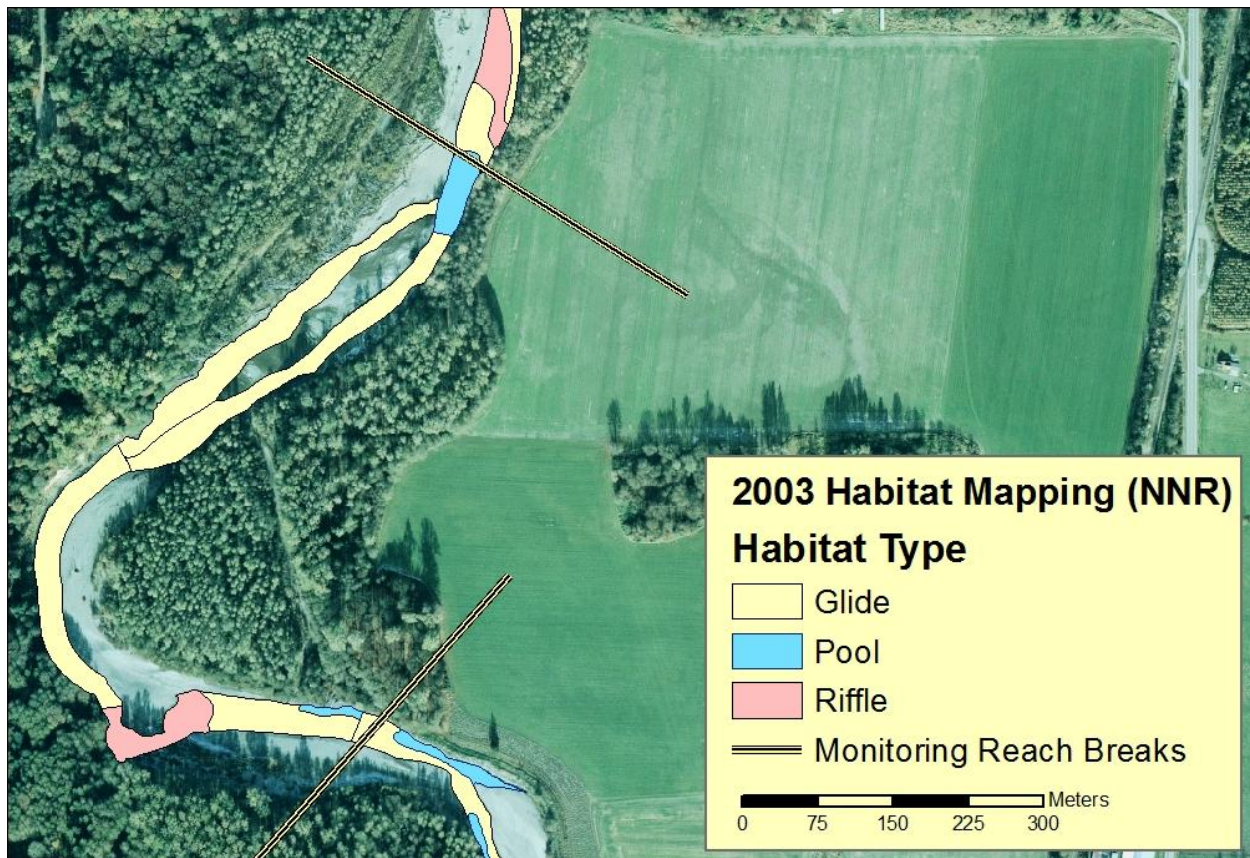 2003 Habitat Mapping (NNR)
Habitat Type
Glide
Pool
Riffle
Monitoring Reach Breaks
Meters
0 75 150 225 300